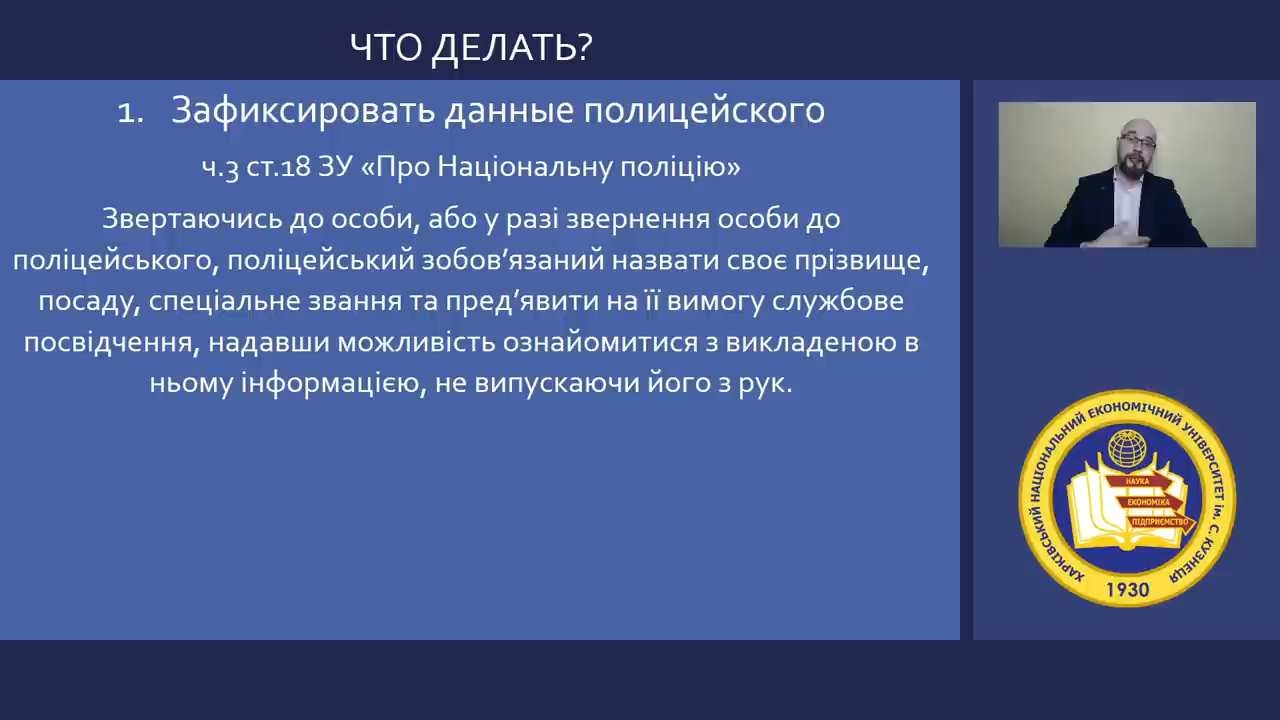 ЧТО ДЕЛАТЬ?
1. Зафиксировать данные полицейского
ч.3 ст.18 ЗУ «Про Національну поліцію»
Звертаючись до особи, або у разі звернення особи до
поліцейського, поліцейський зобов’язаний назвати своє прізвище,
посаду, спеціальне звання та пред’явити на її вимогу службове
посвідчення, надавши можливість ознайомитися з викладеною в
ньому інформацією, не випускаючи його з рук.
ХАРКІВСЬКИЙ НАЦІОНАЛЬНИЙ ЕКОНОМІЧНИЙ УНІВЕРСИТЕТ ім. С. КУЗНЕЦЯ
НАУКА
ЕКОНОМІКА
ПІДПРИЄМСТВО
1930